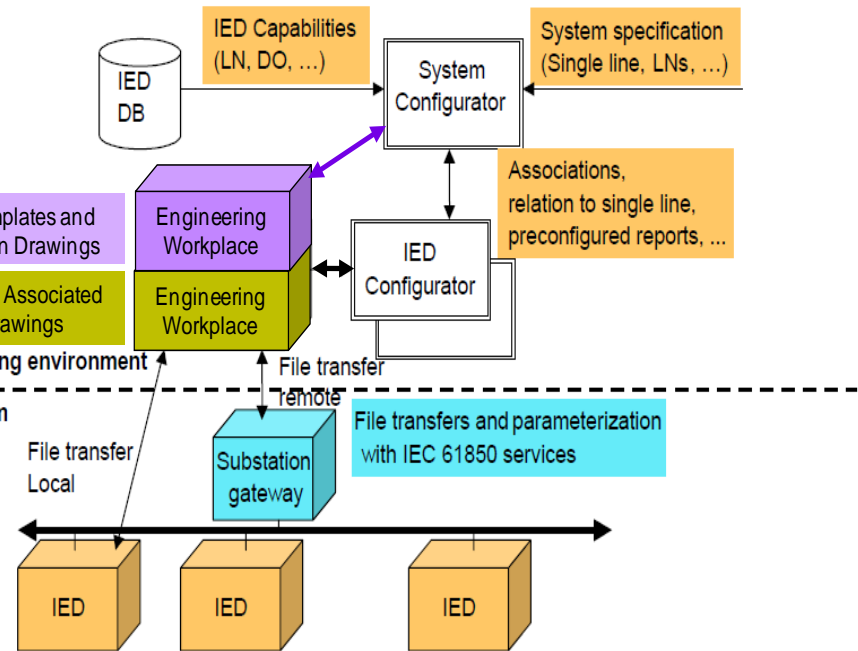 IED Capabilities
(LN, DO, ...)
System specification
(Single line, LNs, ...)
IED
DB
System
Configurator
Associations,
relation to single line,
preconfigured reports, ...
nplates and
n Drawings
Engineering
Workplace
IED
Configurator
Associated
rawings
Engineering
Workplace
ng environment
File transfer
remote
m
File transfers and parameterization
with IEC 61850 services
File transfer
Local
Substation
gateway
IED
IED
IED